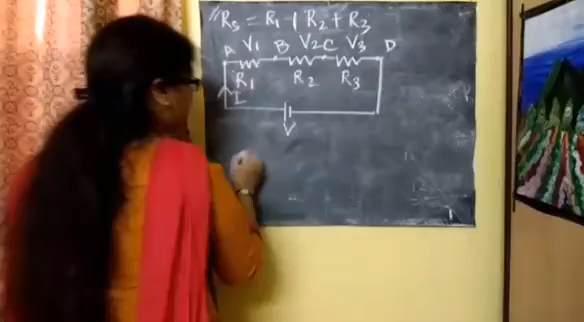 Rs = R1 + R2 + R3
A V1 B V2 C V3 D
R1 R2 R3
I
V